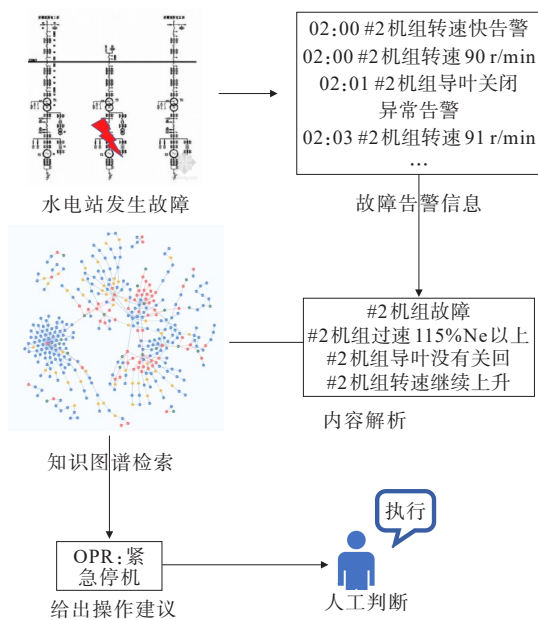 02:00 #2机组转速快告警
02:00 #2机组转速90 r/min
02:01 #2机组导叶关闭
异常告警
02:03 #2机组转速91 r/min
…
水电站发生故障
故障告警信息
#2机组故障
#2机组过速115%Ne以上
#2机组导叶没有关回
#2机组转速继续上升
内容解析
知识图谱检索
执行
OPR：紧
急停机
给出操作建议
人工判断